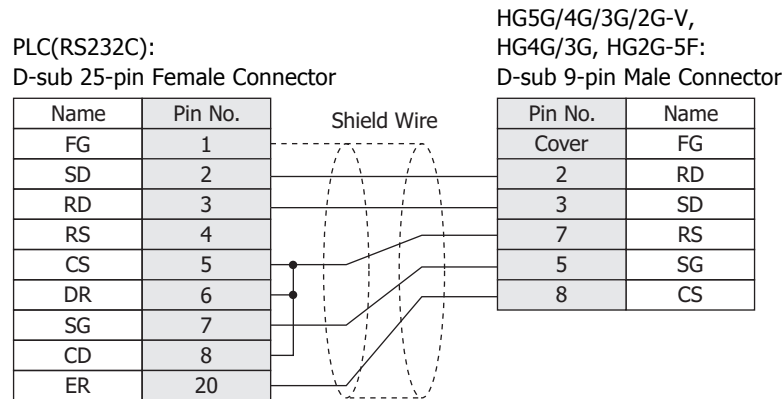 PLC(RS232C):
D-sub 25-pin Female Connector
HG5G/4G/3G/2G-V,
HG4G/3G, HG2G-5F:
D-sub 9-pin Male Connector
Name Pin No.
FG 1
SD 2
RD 3
RS 4
CS 5
DR 6
SG 7
CD 8
ER 20
Shield Wire
Pin No. Name
Cover FG
2 RD
3 SD
7 RS
5 SG
8 CS